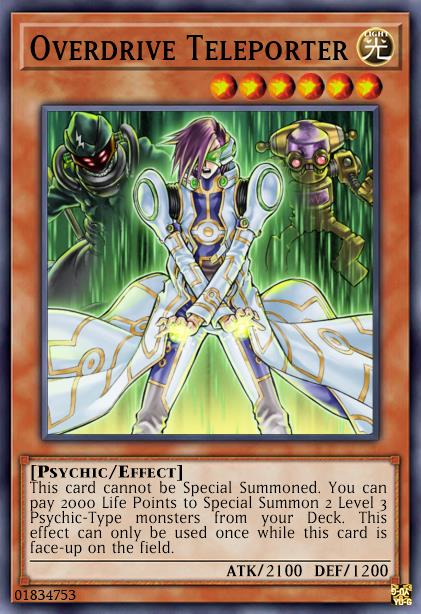 Overdrive Teleporter
LIGHT
光
[Psychic/Effect]
This card cannot be Special Summoned. You can
pay 2000 Life Points to Special Summon 2 Level 3
Psychic-Type monsters from your Deck. This
effect can only be used once while this card is
face-up on the field.
ATK/2100 DEF/1200
01834753